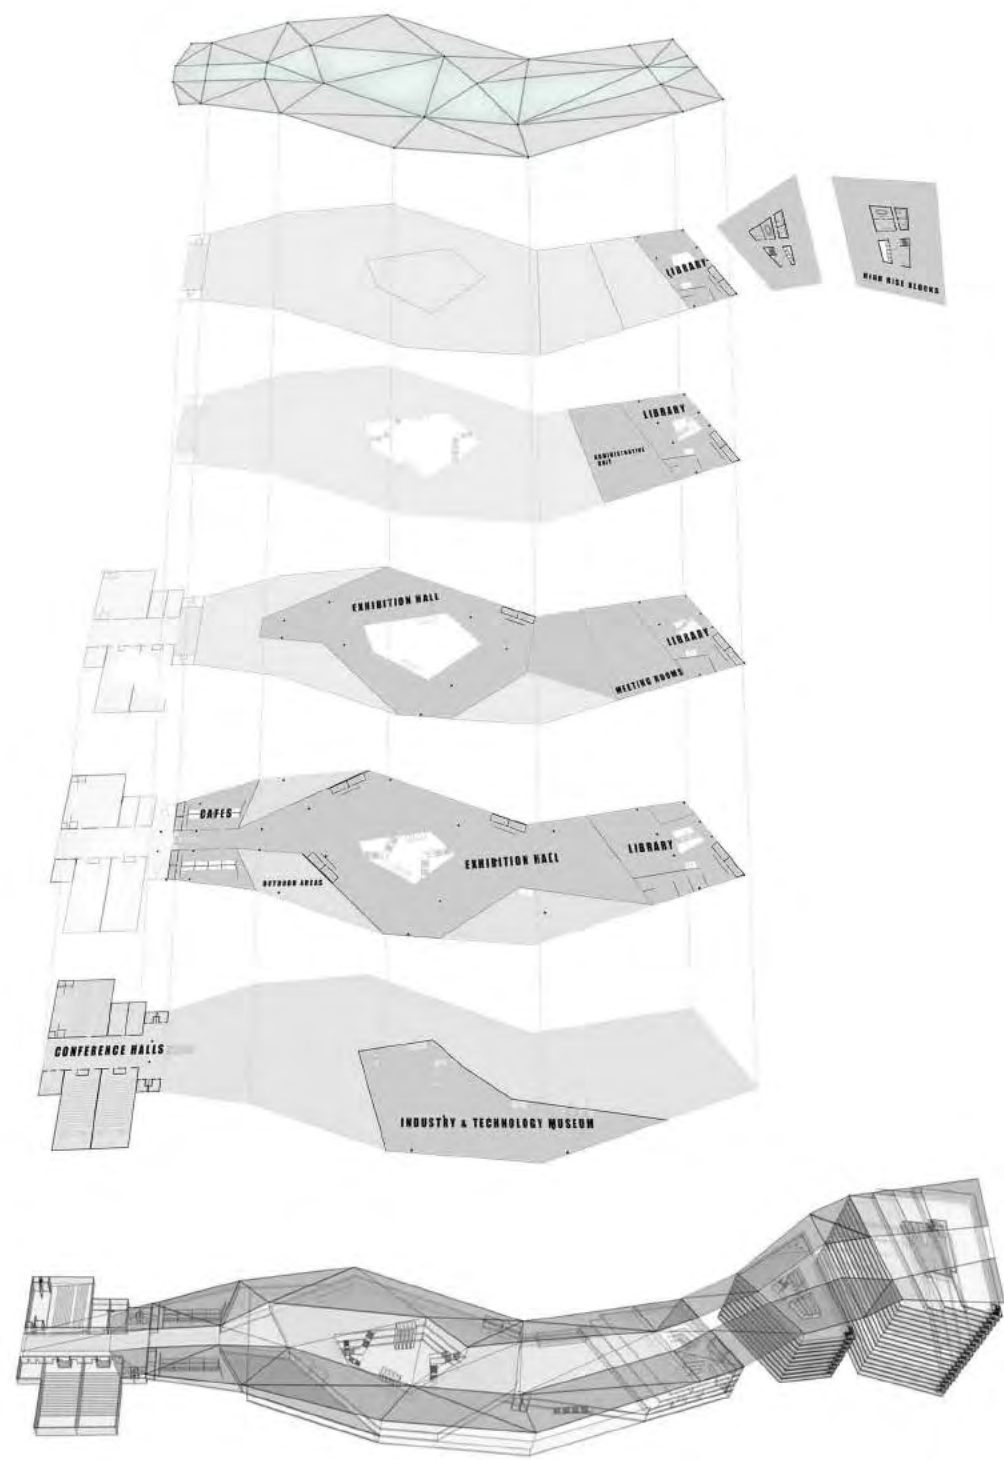 LIBRARY
HIGH RISE BLOCKS
LIBRARY
ADMINISTRATIVE
UNIT
EXHIBITION HALL
LIBRARY
MEETING ROOMS
CAFES
EXHIBITION HALL
LIBRARY
OUTDOOR AREAS
CONFERENCE HALLS
INDUSTRY & TECHNOLOGY MUSEUM